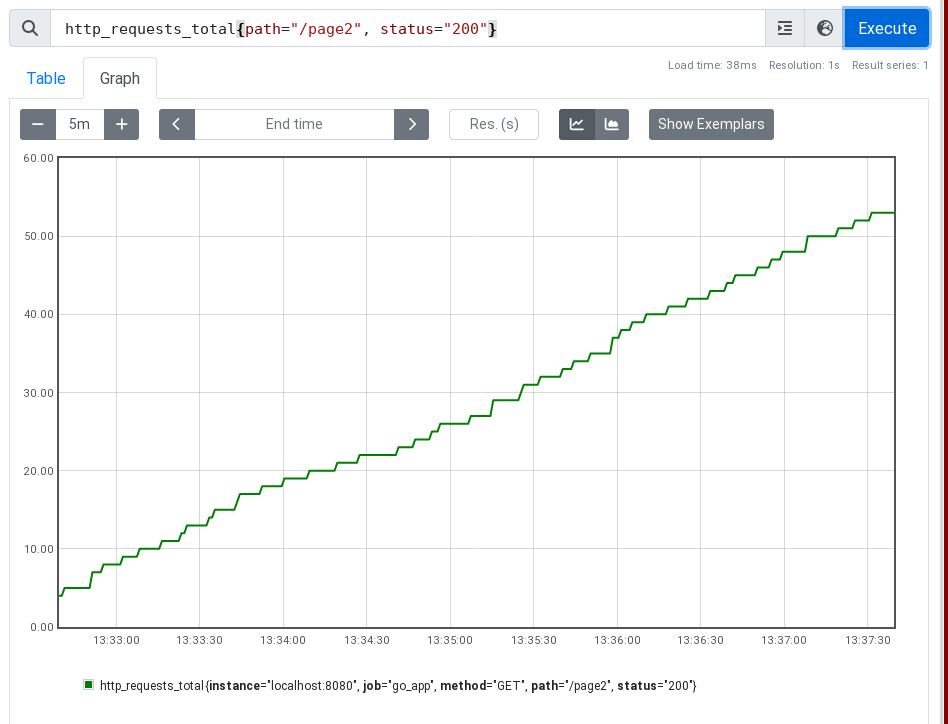 http_requests_total{path="/page2", status="200"}
Execute
Table
Graph
Load time: 38ms Resolution: 1s Result series: 1
5m
End time
Res. (s)
Show Exemplars
60.00
50.00
40.00
30.00
20.00
10.00
0.00
13:33:00 13:33:30 13:34:00 13:34:30 13:35:00 13:35:30 13:36:00 13:36:30 13:37:00 13:37:30
http_requests_total{instance="localhost:8080", job="go_app", method="GET", path="/page2", status="200"}